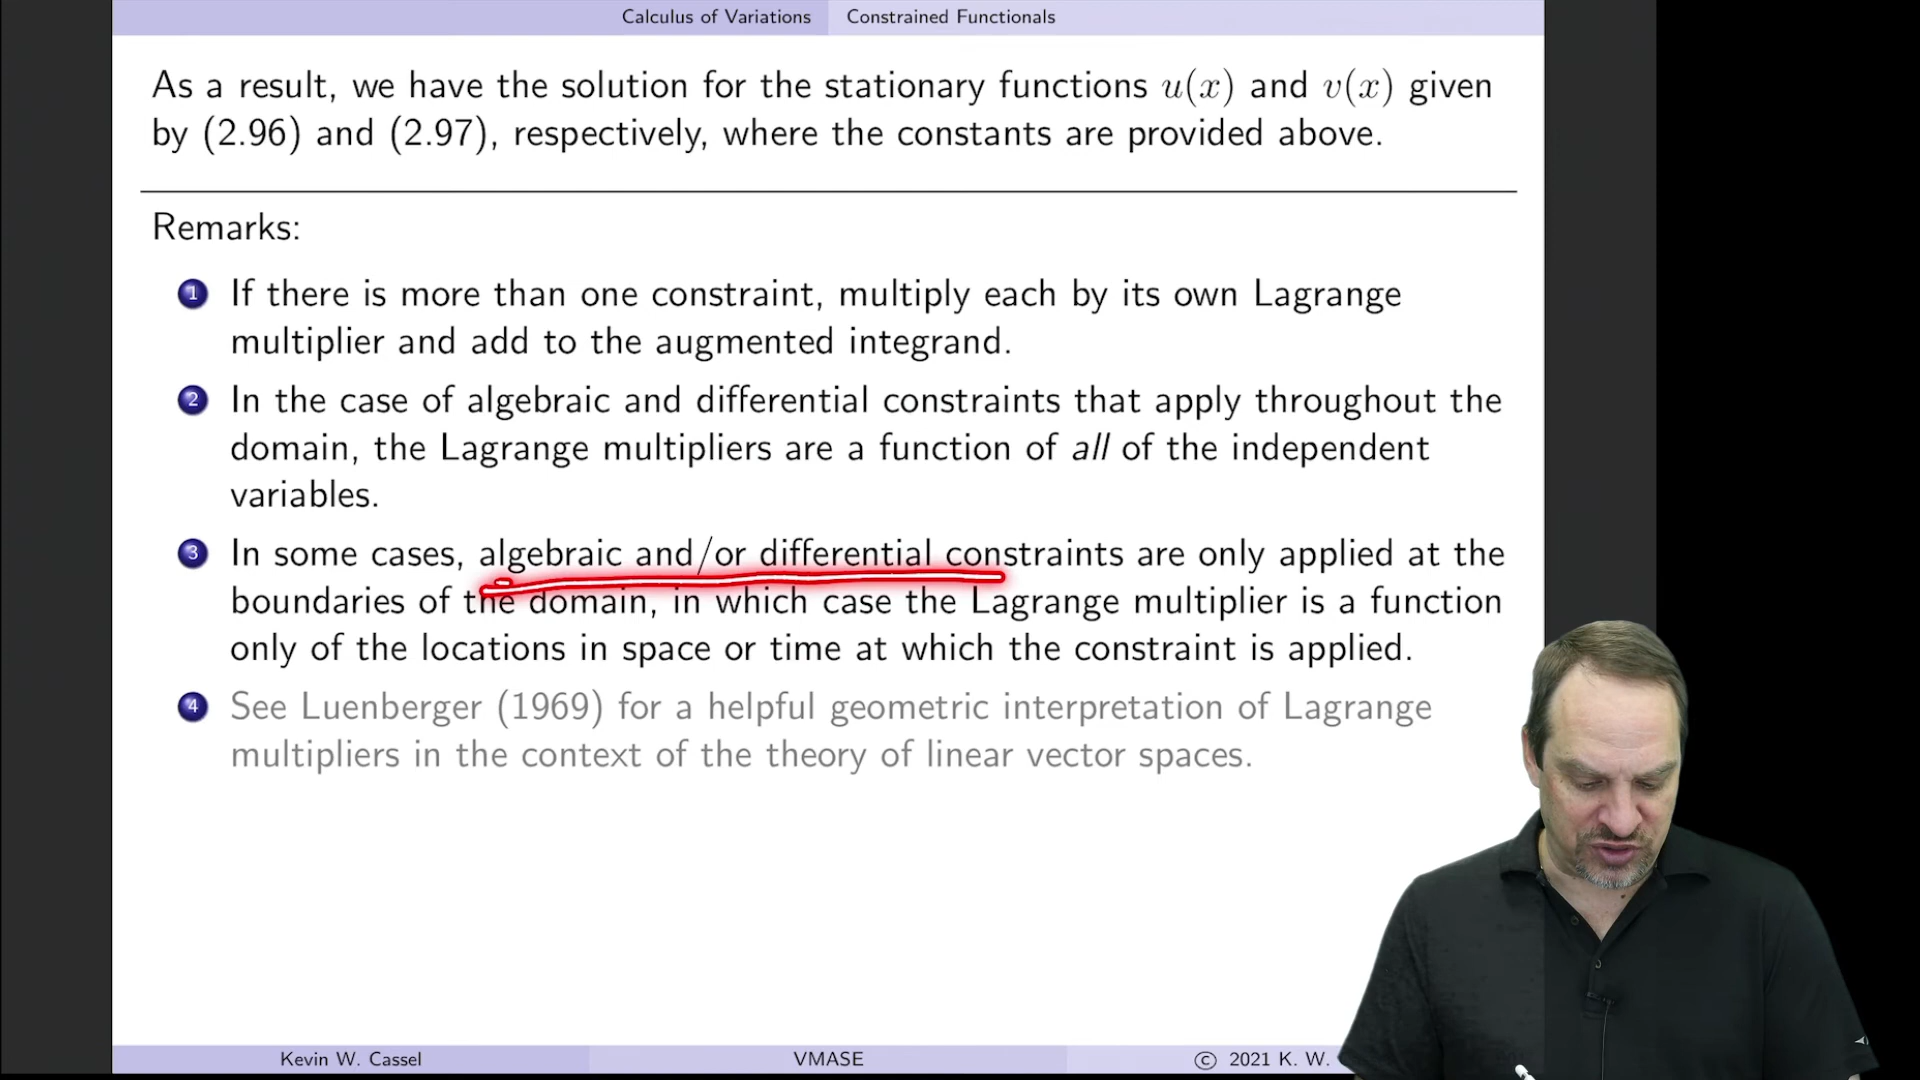 Calculus of Variations Constrained Functionals
As a result, we have the solution for the stationary functions u(x) and v(x) given
by (2.96) and (2.97), respectively, where the constants are provided above.
Remarks:
1 If there is more than one constraint, multiply each by its own Lagrange
multiplier and add to the augmented integrand.
2 In the case of algebraic and differential constraints that apply throughout the
domain, the Lagrange multipliers are a function of all of the independent
variables.
3 In some cases, algebraic and/or differential constraints are only applied at the
boundaries of the domain, in which case the Lagrange multiplier is a function
only of the locations in space or time at which the constraint is applied.
4 See Luenberger (1969) for a helpful geometric interpretation of Lagrange
multipliers in the context of the theory of linear vector spaces.
Kevin W. Cassel VMASE © 2021 K. W.